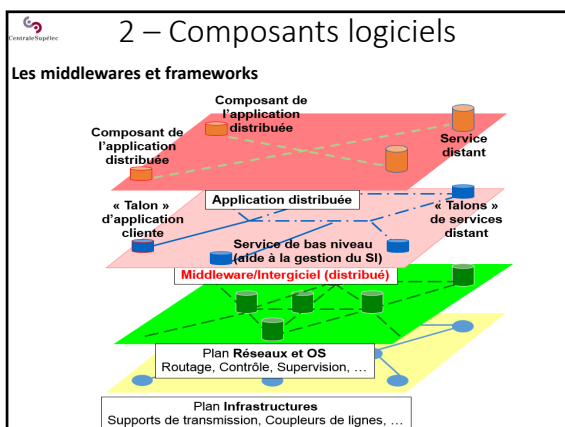 CentraleSupélec
2 – Composants logiciels
Les middlewares et frameworks
Composant de
l'application
distribuée
Composant de
l'application
distribuée
Service
distant
« Talon »
d'application
cliente
Application distribuée
« Talons »
de services
distant
Service de bas niveau
(aide à la gestion du SI)
Middleware/Intergiciel (distribué)
Plan Réseaux et OS
Routage, Contrôle, Supervision, …
Plan Infrastructures
Supports de transmission, Coupleurs de lignes, …